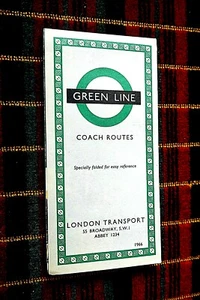 GREEN LINE
COACH ROUTES
Specially folded for easy reference
LONDON TRANSPORT
55 BROADWAY, S.W.1
ABBEY 1234
1966